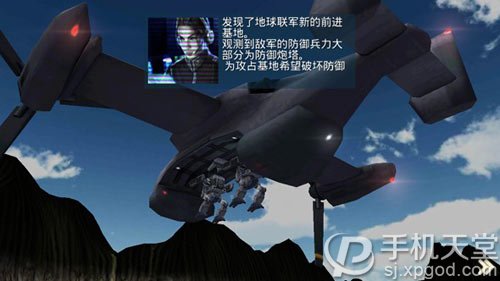 发现了地球联军新的前进
基地。
观测到敌军的防御兵力大
部分为防御炮塔。
为攻占基地希望破坏防御
手机天堂
sj.xpgod.com